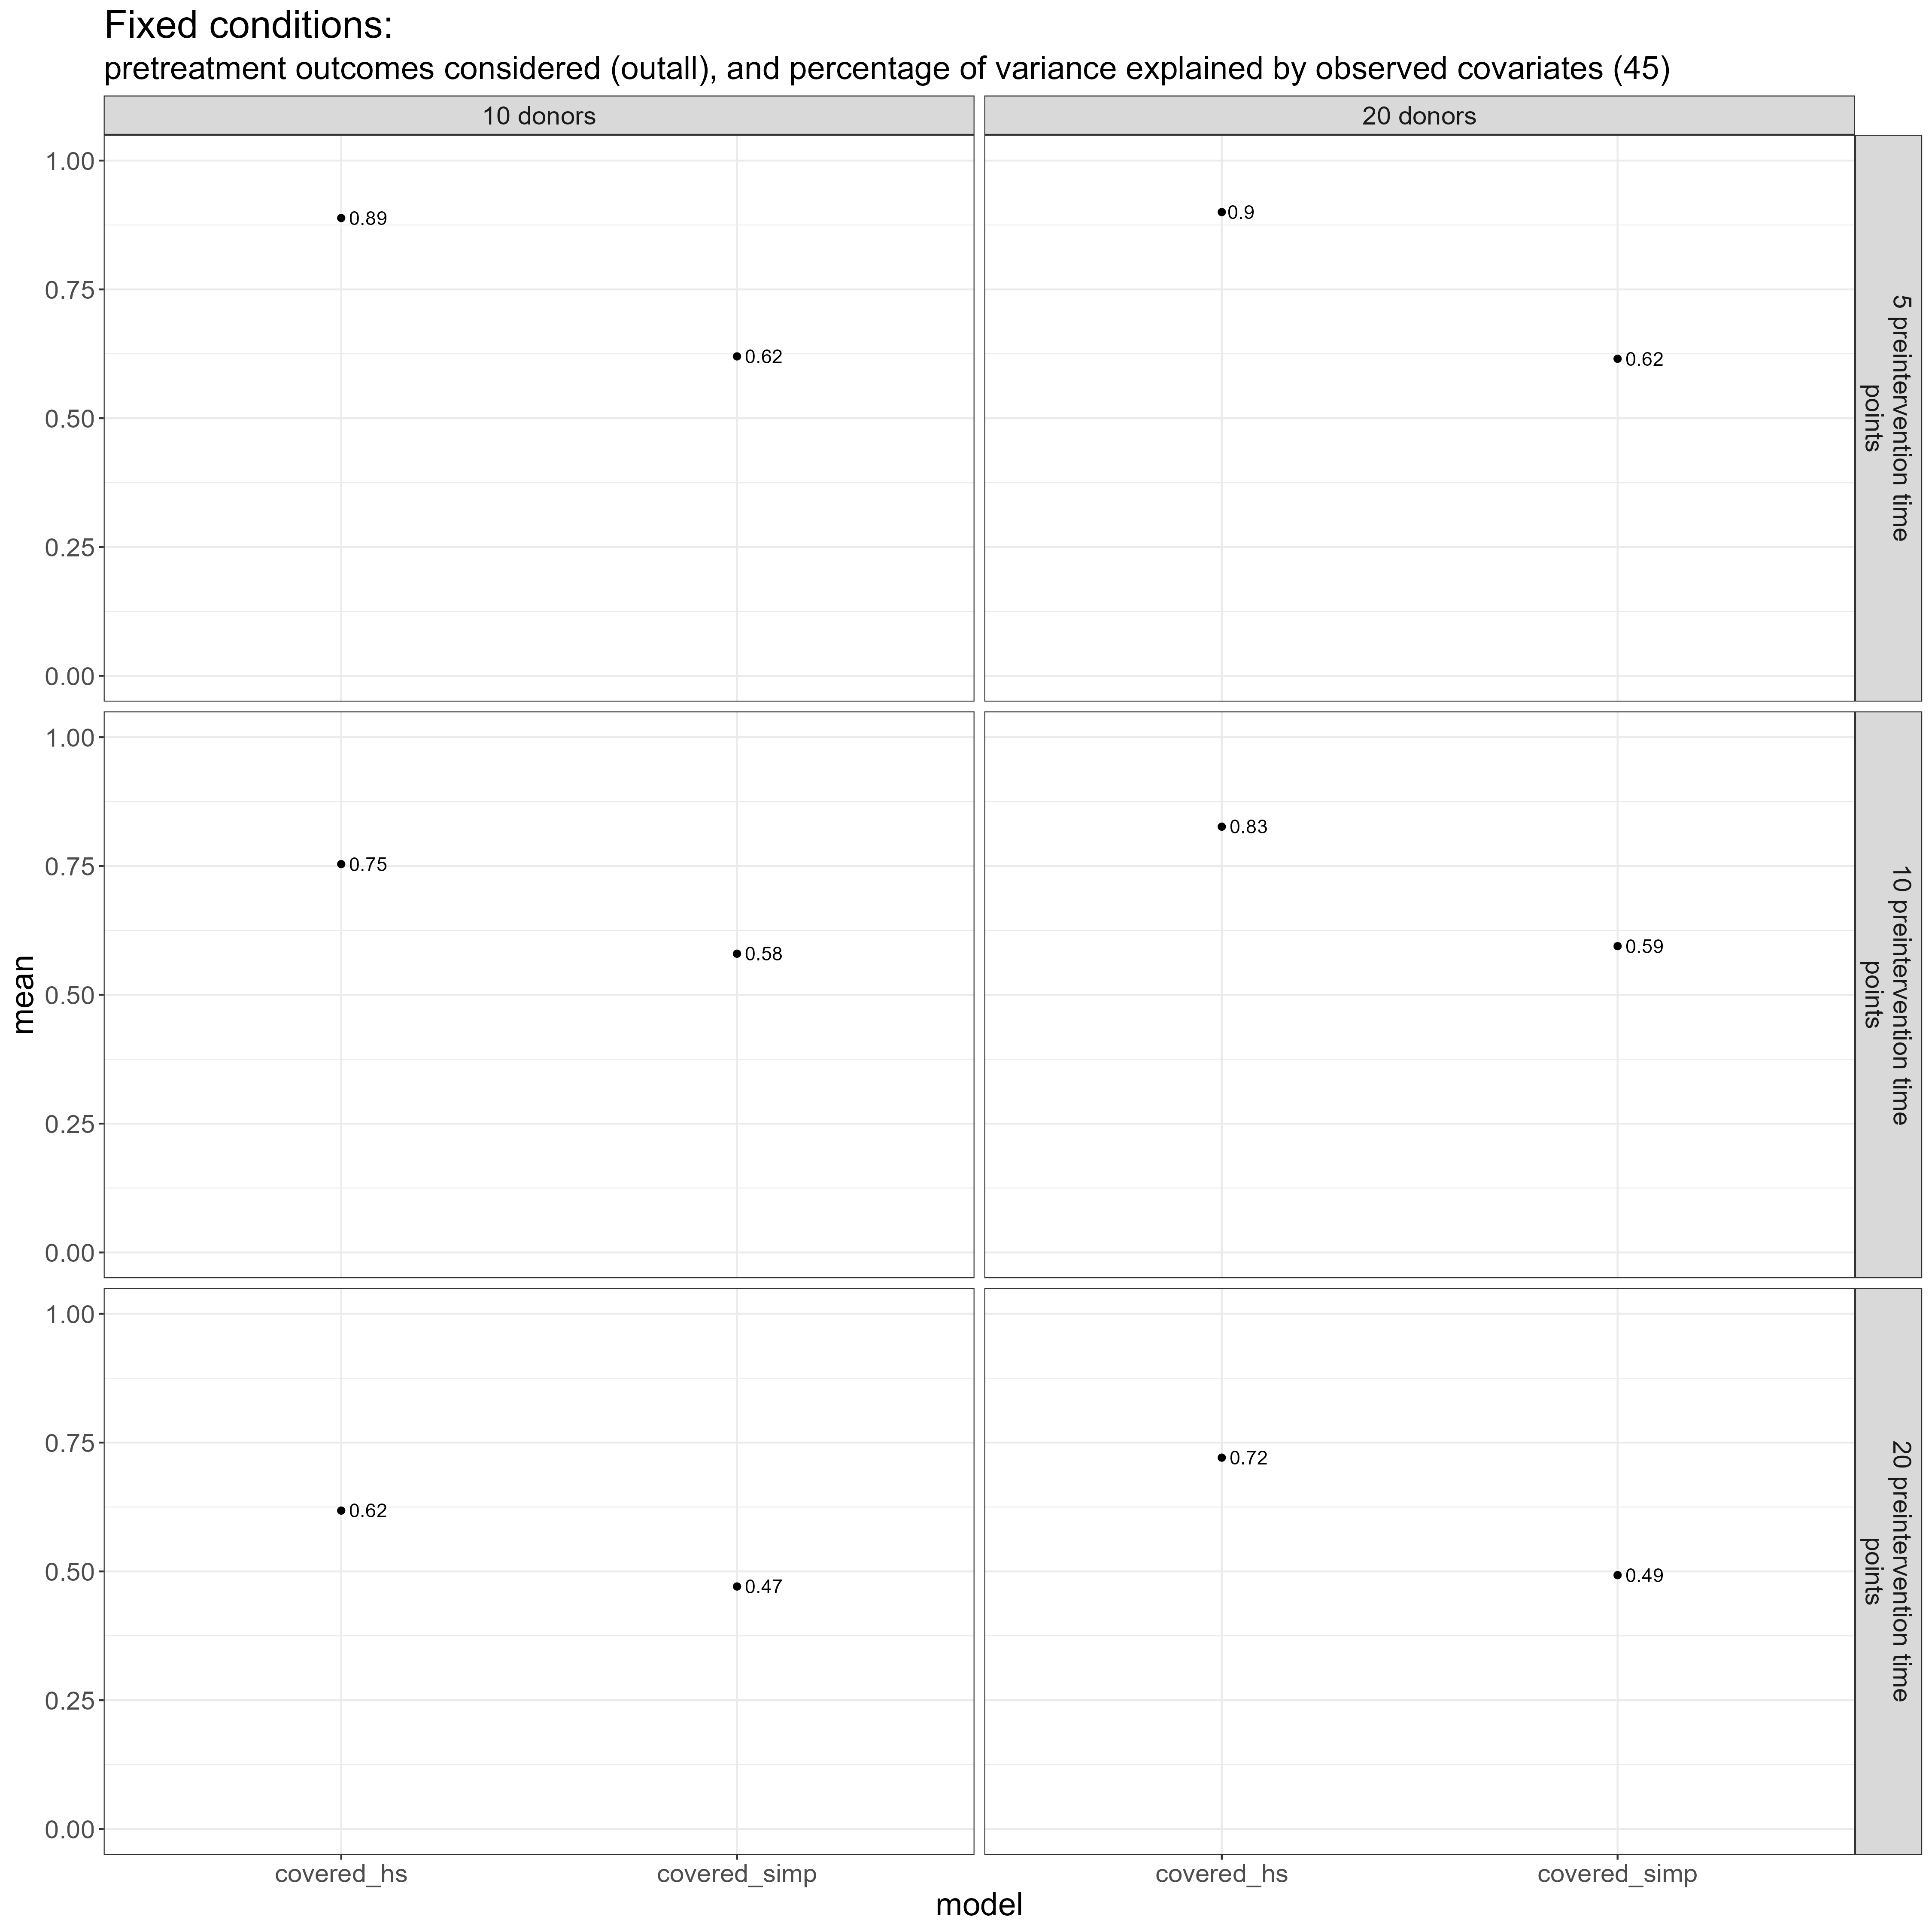 Fixed conditions:
pretreatment outcomes considered (outall), and percentage of variance explained by observed covariates (45)
10 donors
20 donors
1.00
0.75
0.50
0.25
0.00
0.89
0.62
0.9
0.62
5 preintervention time
points
1.00
0.75
0.50
0.25
0.00
0.75
0.58
0.83
0.59
10 preintervention time
points
mean
1.00
0.75
0.50
0.25
0.00
0.62
0.47
0.72
0.49
20 preintervention time
points
covered_hs
covered_simp
covered_hs
covered_simp
model